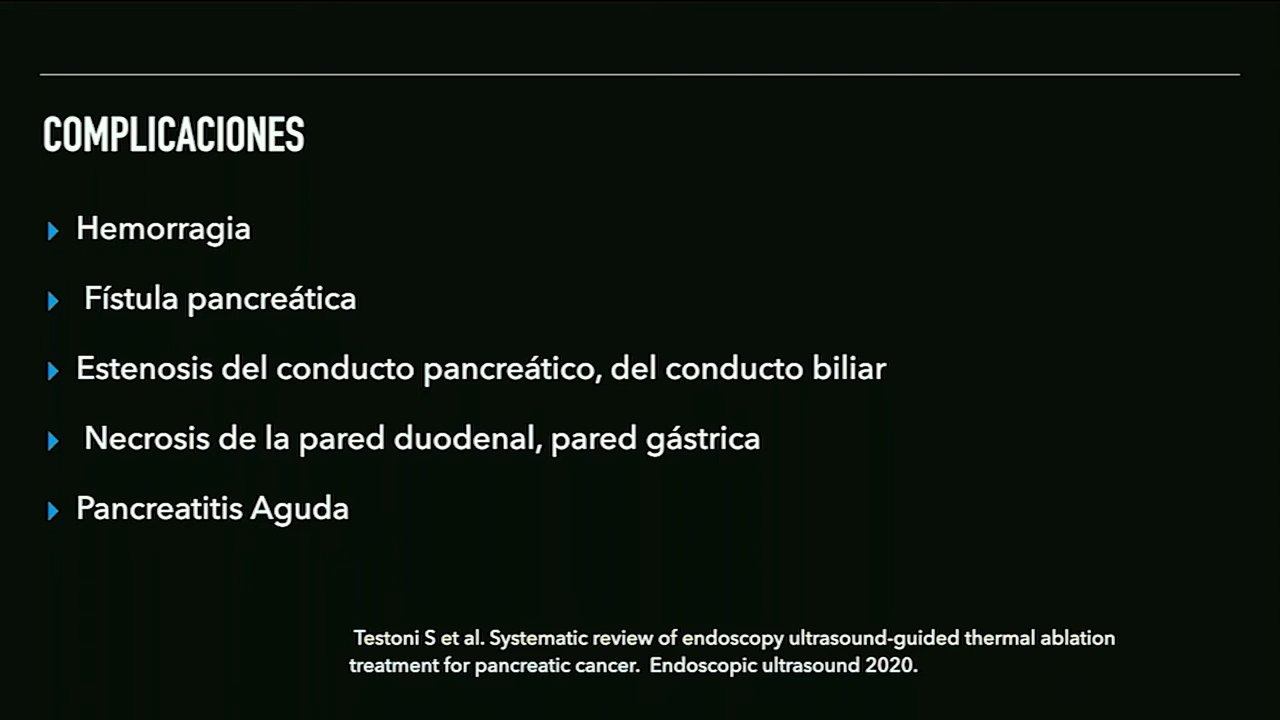 COMPLICACIONES
Hemorragia
Fístula pancreática
Estenosis del conducto pancreático, del conducto biliar
Necrosis de la pared duodenal, pared gástrica
Pancreatitis Aguda
Testoni S et al. Systematic review of endoscopy ultrasound-guided thermal ablation
treatment for pancreatic cancer. Endoscopic ultrasound 2020.